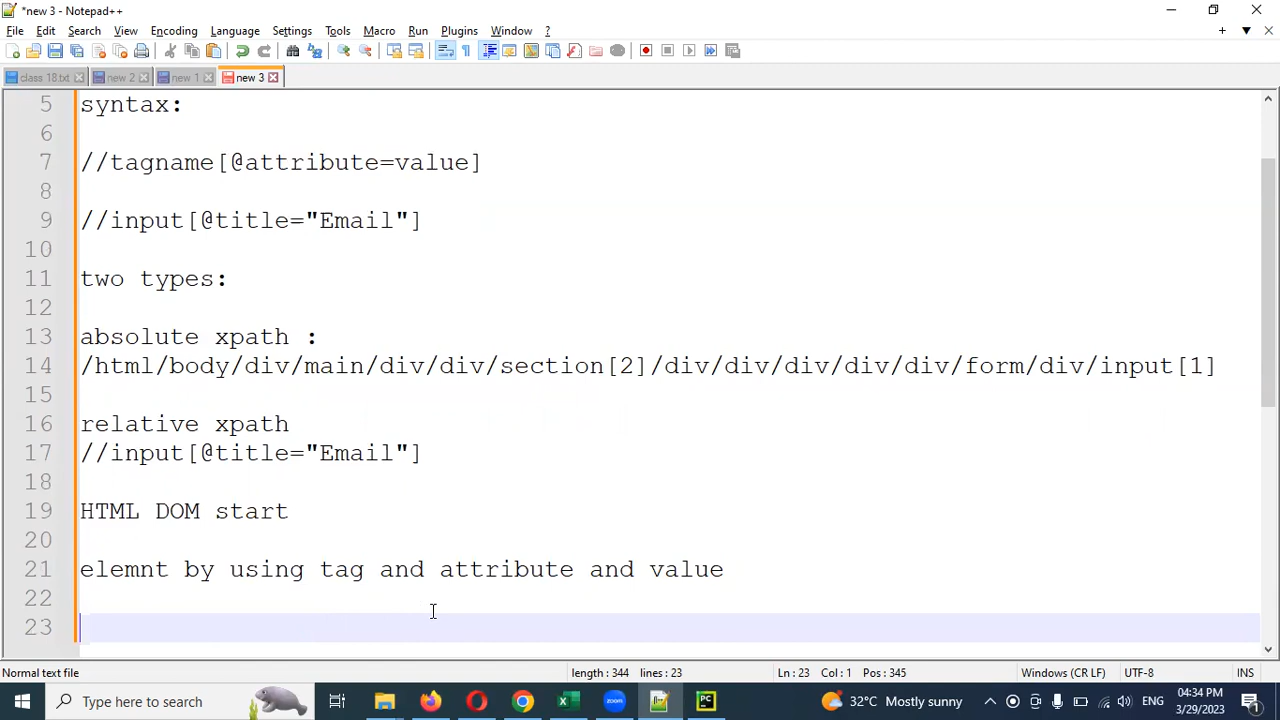 *new 3 - Notepad++
File Edit Search View Encoding Language Settings Tools Macro Run Plugins Window ?
class 18.txt new 2 new 1 new 3
5 syntax:
6
7 //tagname[@attribute=value]
8
9 //input[@title="Email"]
10
11 two types:
12
13 absolute xpath :
14 /html/body/div/main/div/div/section[2]/div/div/div/div/div/form/div/input[1]
15
16 relative xpath
17 //input[@title="Email"]
18
19 HTML DOM start
20
21 elemnt by using tag and attribute and value
22
23
Normal text file length : 344 lines : 23 Ln : 23 Col : 1 Pos : 345 Windows (CR LF) UTF-8 INS
Type here to search zoom PC 32°C Mostly sunny ENG 04:34 PM
3/29/2023 1